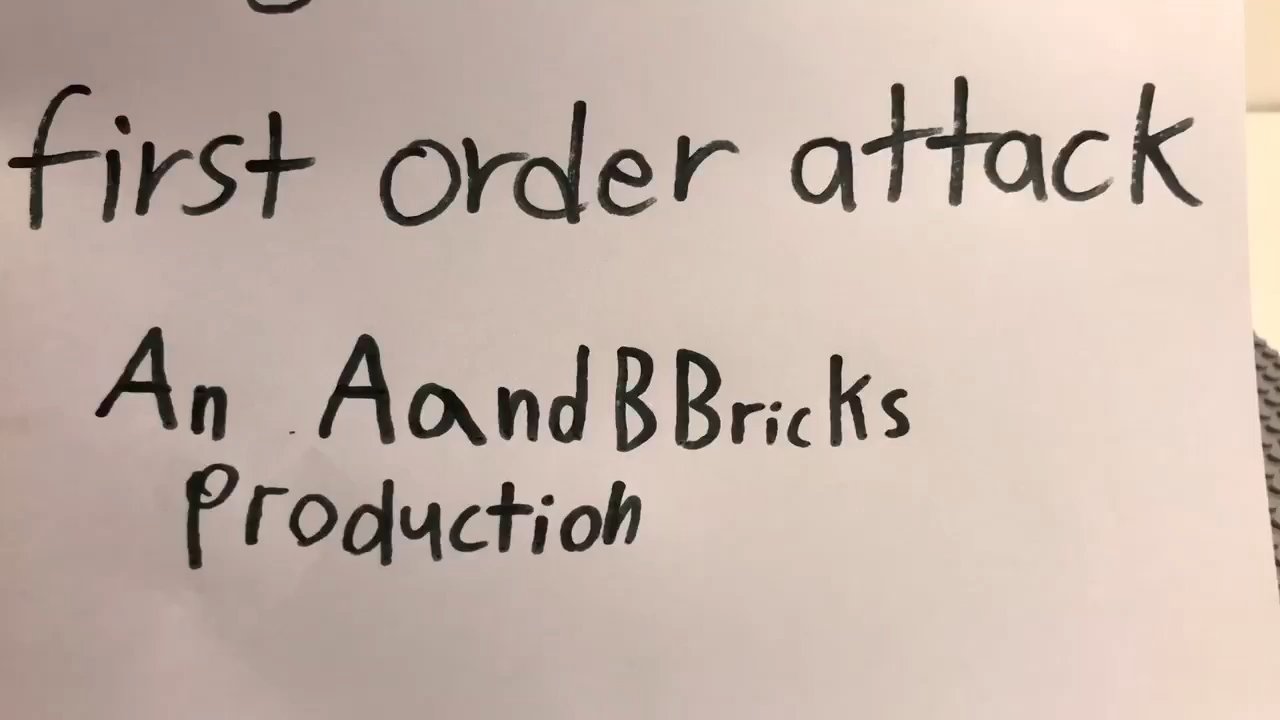 first order attack
An AandBBricks
production